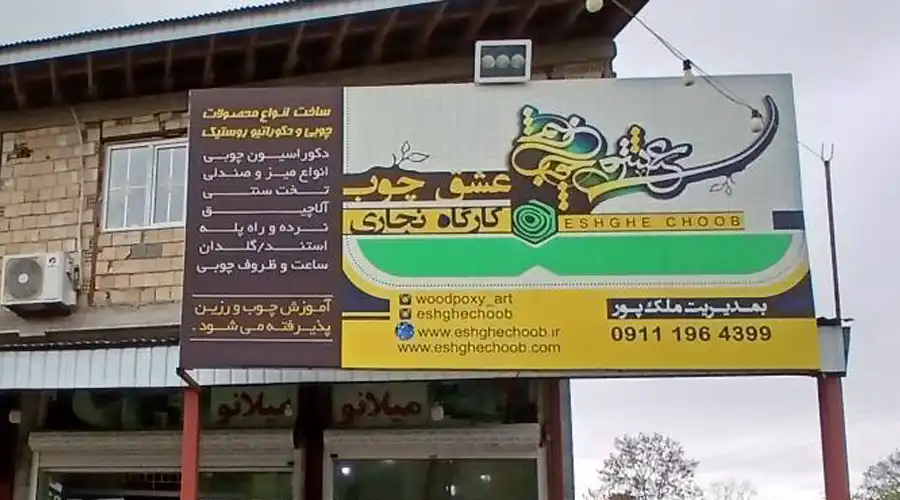 ساخت انواع محصولات
چوبی و دکوراتیو روستیک
دکوراسیون چوبی
انواع میز و صندلی
تخت سنتی
آلاچیق
نرده و راه پله
استند/گلدان
ساعت و ظروف چوبی
آموزش چوب و رزین
پذیرفته می شود.
عشق چوب
کارگاه نجاری
ESHGHE CHOOB
woodpoxy_art
eshghechoob
www.eshghechoob.ir
www.eshghechoob.com
بمدیریت ملک پور
0911 196 4399
میلانو
میلانو